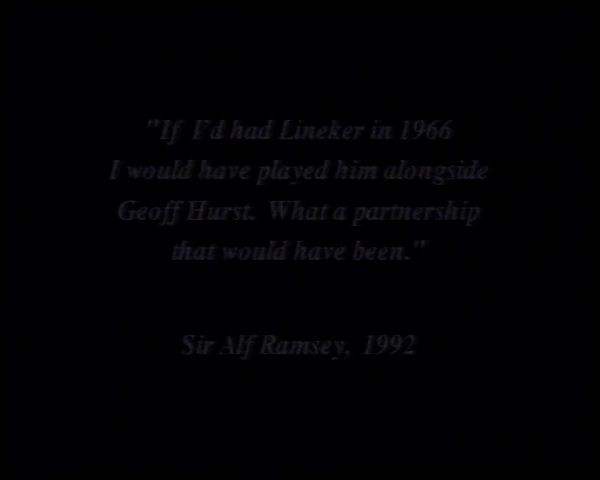 "If I'd had Lineker in 1966
I would have played him alongside
Geoff Hurst. What a partnership
that would have been."
Sir Alf Ramsey, 1992